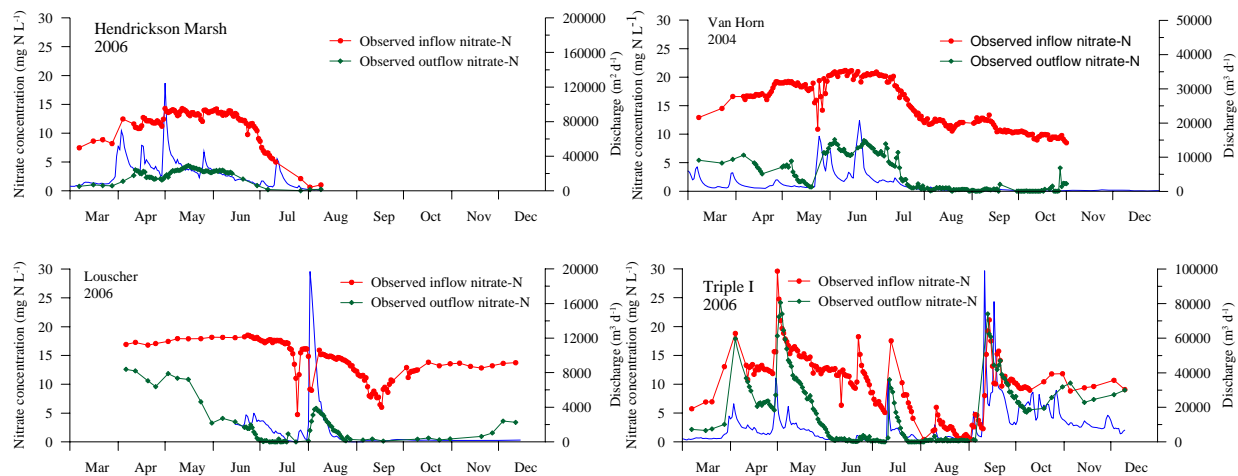 Nitrate concentration (mg N L⁻¹)
30
25
20
15
10
5
0
Hendrickson Marsh
2006
Observed inflow nitrate-N
Observed outflow nitrate-N
200000
160000
120000
80000
40000
0
Discharge (m² d⁻¹)
Mar Apr May Jun Jul Aug Sep Oct Nov Dec
Nitrate concentration (mg N L⁻¹)
30
25
20
15
10
5
0
Van Horn
2004
Observed inflow nitrate-N
Observed outflow nitrate-N
50000
40000
30000
20000
10000
0
Discharge (m³ d⁻¹)
Mar Apr May Jun Jul Aug Sep Oct Nov Dec
Nitrate concentration (mg N L⁻¹)
30
25
20
15
10
5
0
Louscher
2006
Observed inflow nitrate-N
Observed outflow nitrate-N
20000
16000
12000
8000
4000
0
Discharge (m³ d⁻¹)
Mar Apr May Jun Jul Aug Sep Oct Nov Dec
Nitrate concentration (mg N L⁻¹)
30
25
20
15
10
5
0
Triple I
2006
Observed inflow nitrate-N
Observed outflow nitrate-N
100000
80000
60000
40000
20000
0
Discharge (m³ d⁻¹)
Mar Apr May Jun Jul Aug Sep Oct Nov Dec